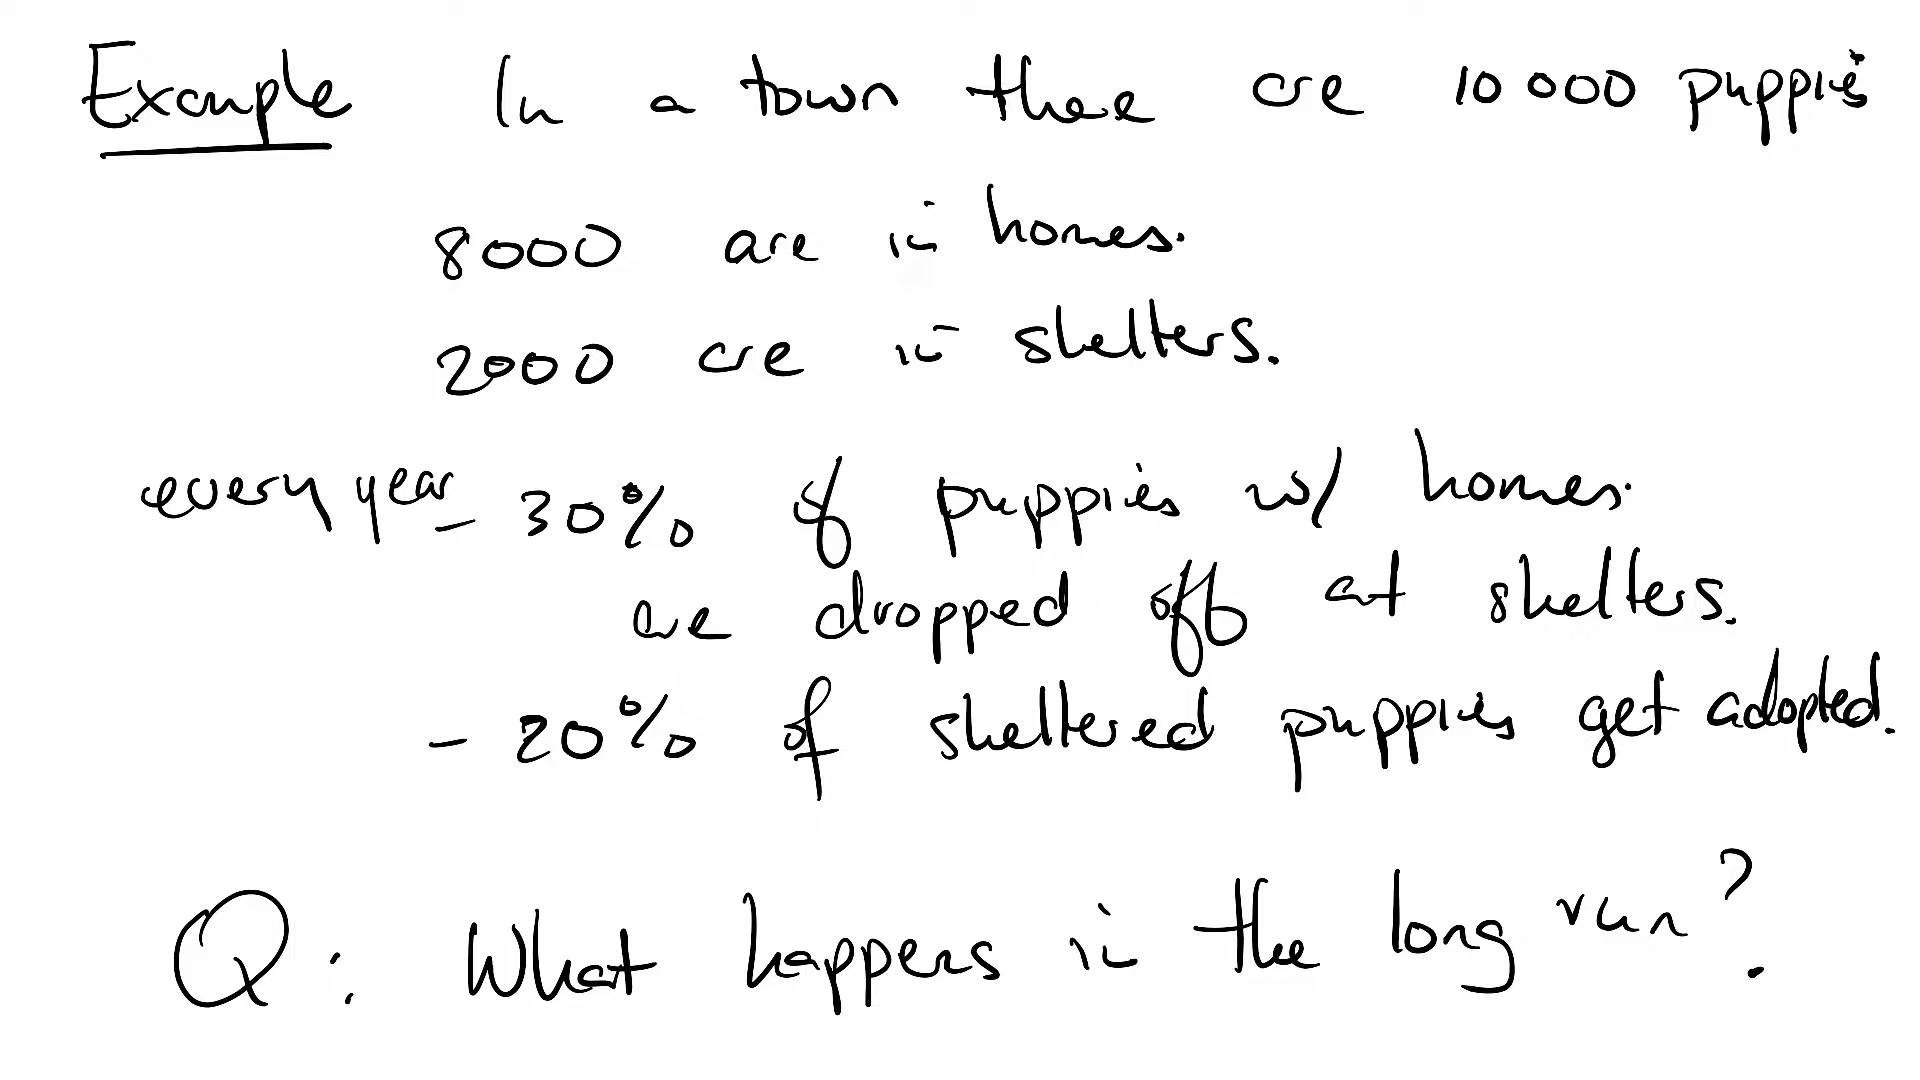 Example In a town there are 10 000 puppies
8000 are in homes.
2000 are in shelters.
every year - 30% of puppies w/ homes.
are dropped off at shelters.
- 20% of sheltered puppies get adopted.
Q: What happens in the long run?